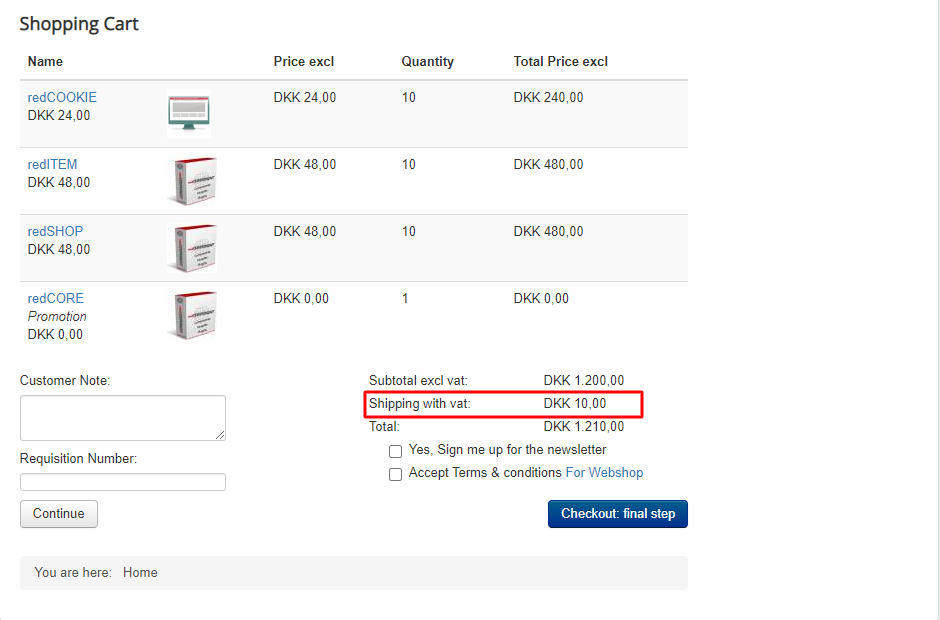 Shopping Cart
Name Price excl Quantity Total Price excl
redCOOKIE DKK 24,00 10 DKK 240,00
DKK 24,00
redITEM DKK 48,00 10 DKK 480,00
DKK 48,00
redSHOP DKK 48,00 10 DKK 480,00
DKK 48,00
redCORE DKK 0,00 1 DKK 0,00
Promotion
DKK 0,00
Customer Note:
Requisition Number:
Continue
Subtotal excl vat: DKK 1.200,00
Shipping with vat: DKK 10,00
Total: DKK 1.210,00
Yes, Sign me up for the newsletter
Accept Terms & conditions For Webshop
Checkout: final step
You are here: Home